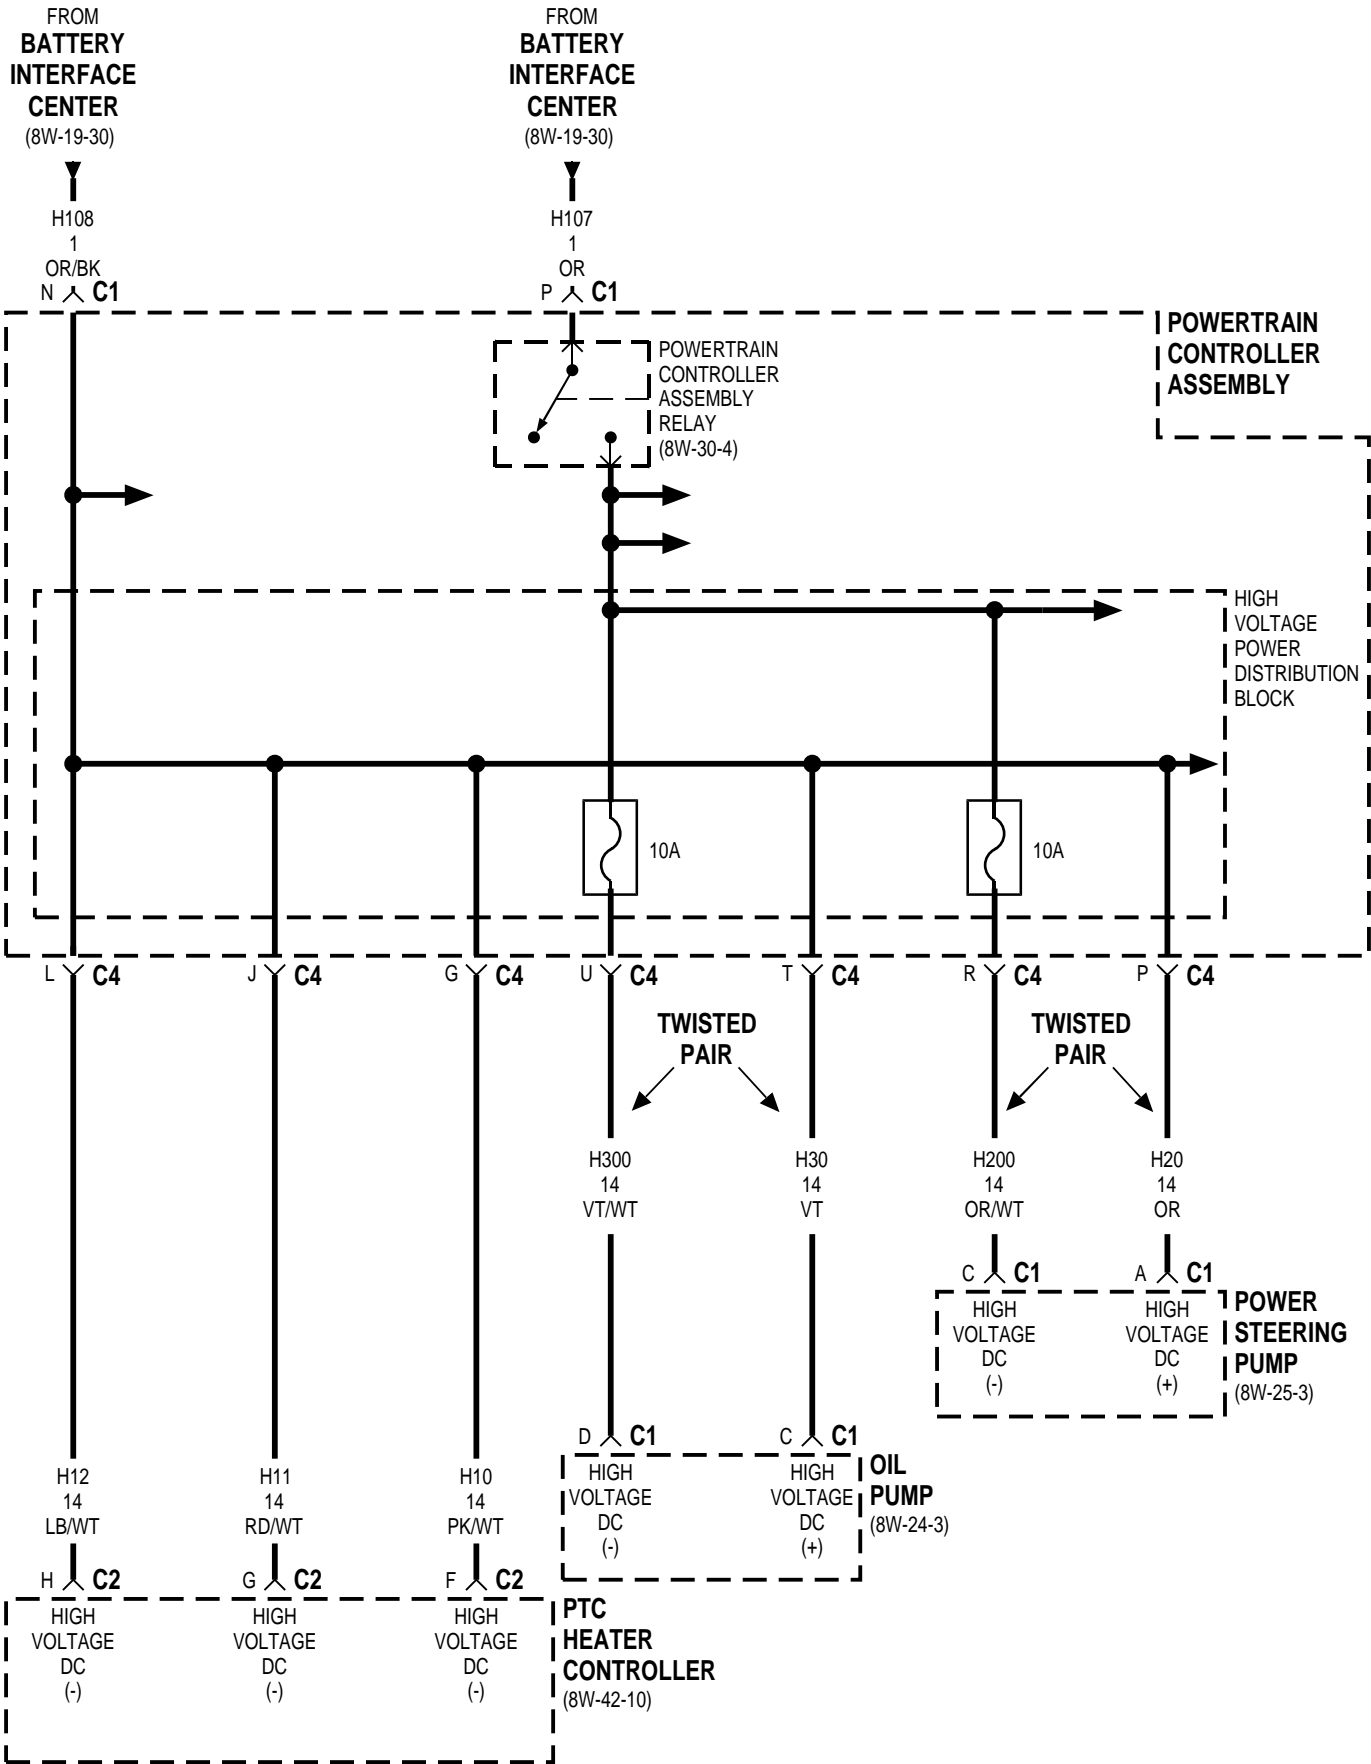 FROM
BATTERY
INTERFACE
CENTER
(8W-19-30)
H108
1
OR/BK
N C1
FROM
BATTERY
INTERFACE
CENTER
(8W-19-30)
H107
1
OR
P C1
POWERTRAIN
CONTROLLER
ASSEMBLY
POWERTRAIN
CONTROLLER
ASSEMBLY
RELAY
(8W-30-4)
HIGH
VOLTAGE
POWER
DISTRIBUTION
BLOCK
10A
10A
L C4
J C4
G C4
U C4
T C4
R C4
P C4
TWISTED
PAIR
TWISTED
PAIR
H300
14
VT/WT
H30
14
VT
H200
14
OR/WT
H20
14
OR
C C1
A C1
HIGH
VOLTAGE
DC
(-)
HIGH
VOLTAGE
DC
(+)
POWER
STEERING
PUMP
(8W-25-3)
D C1
C C1
HIGH
VOLTAGE
DC
(-)
HIGH
VOLTAGE
DC
(+)
OIL
PUMP
(8W-24-3)
H12
14
LB/WT
H11
14
RD/WT
H10
14
PK/WT
H C2
G C2
F C2
HIGH
VOLTAGE
DC
(-)
HIGH
VOLTAGE
DC
(-)
HIGH
VOLTAGE
DC
(-)
PTC
HEATER
CONTROLLER
(8W-42-10)